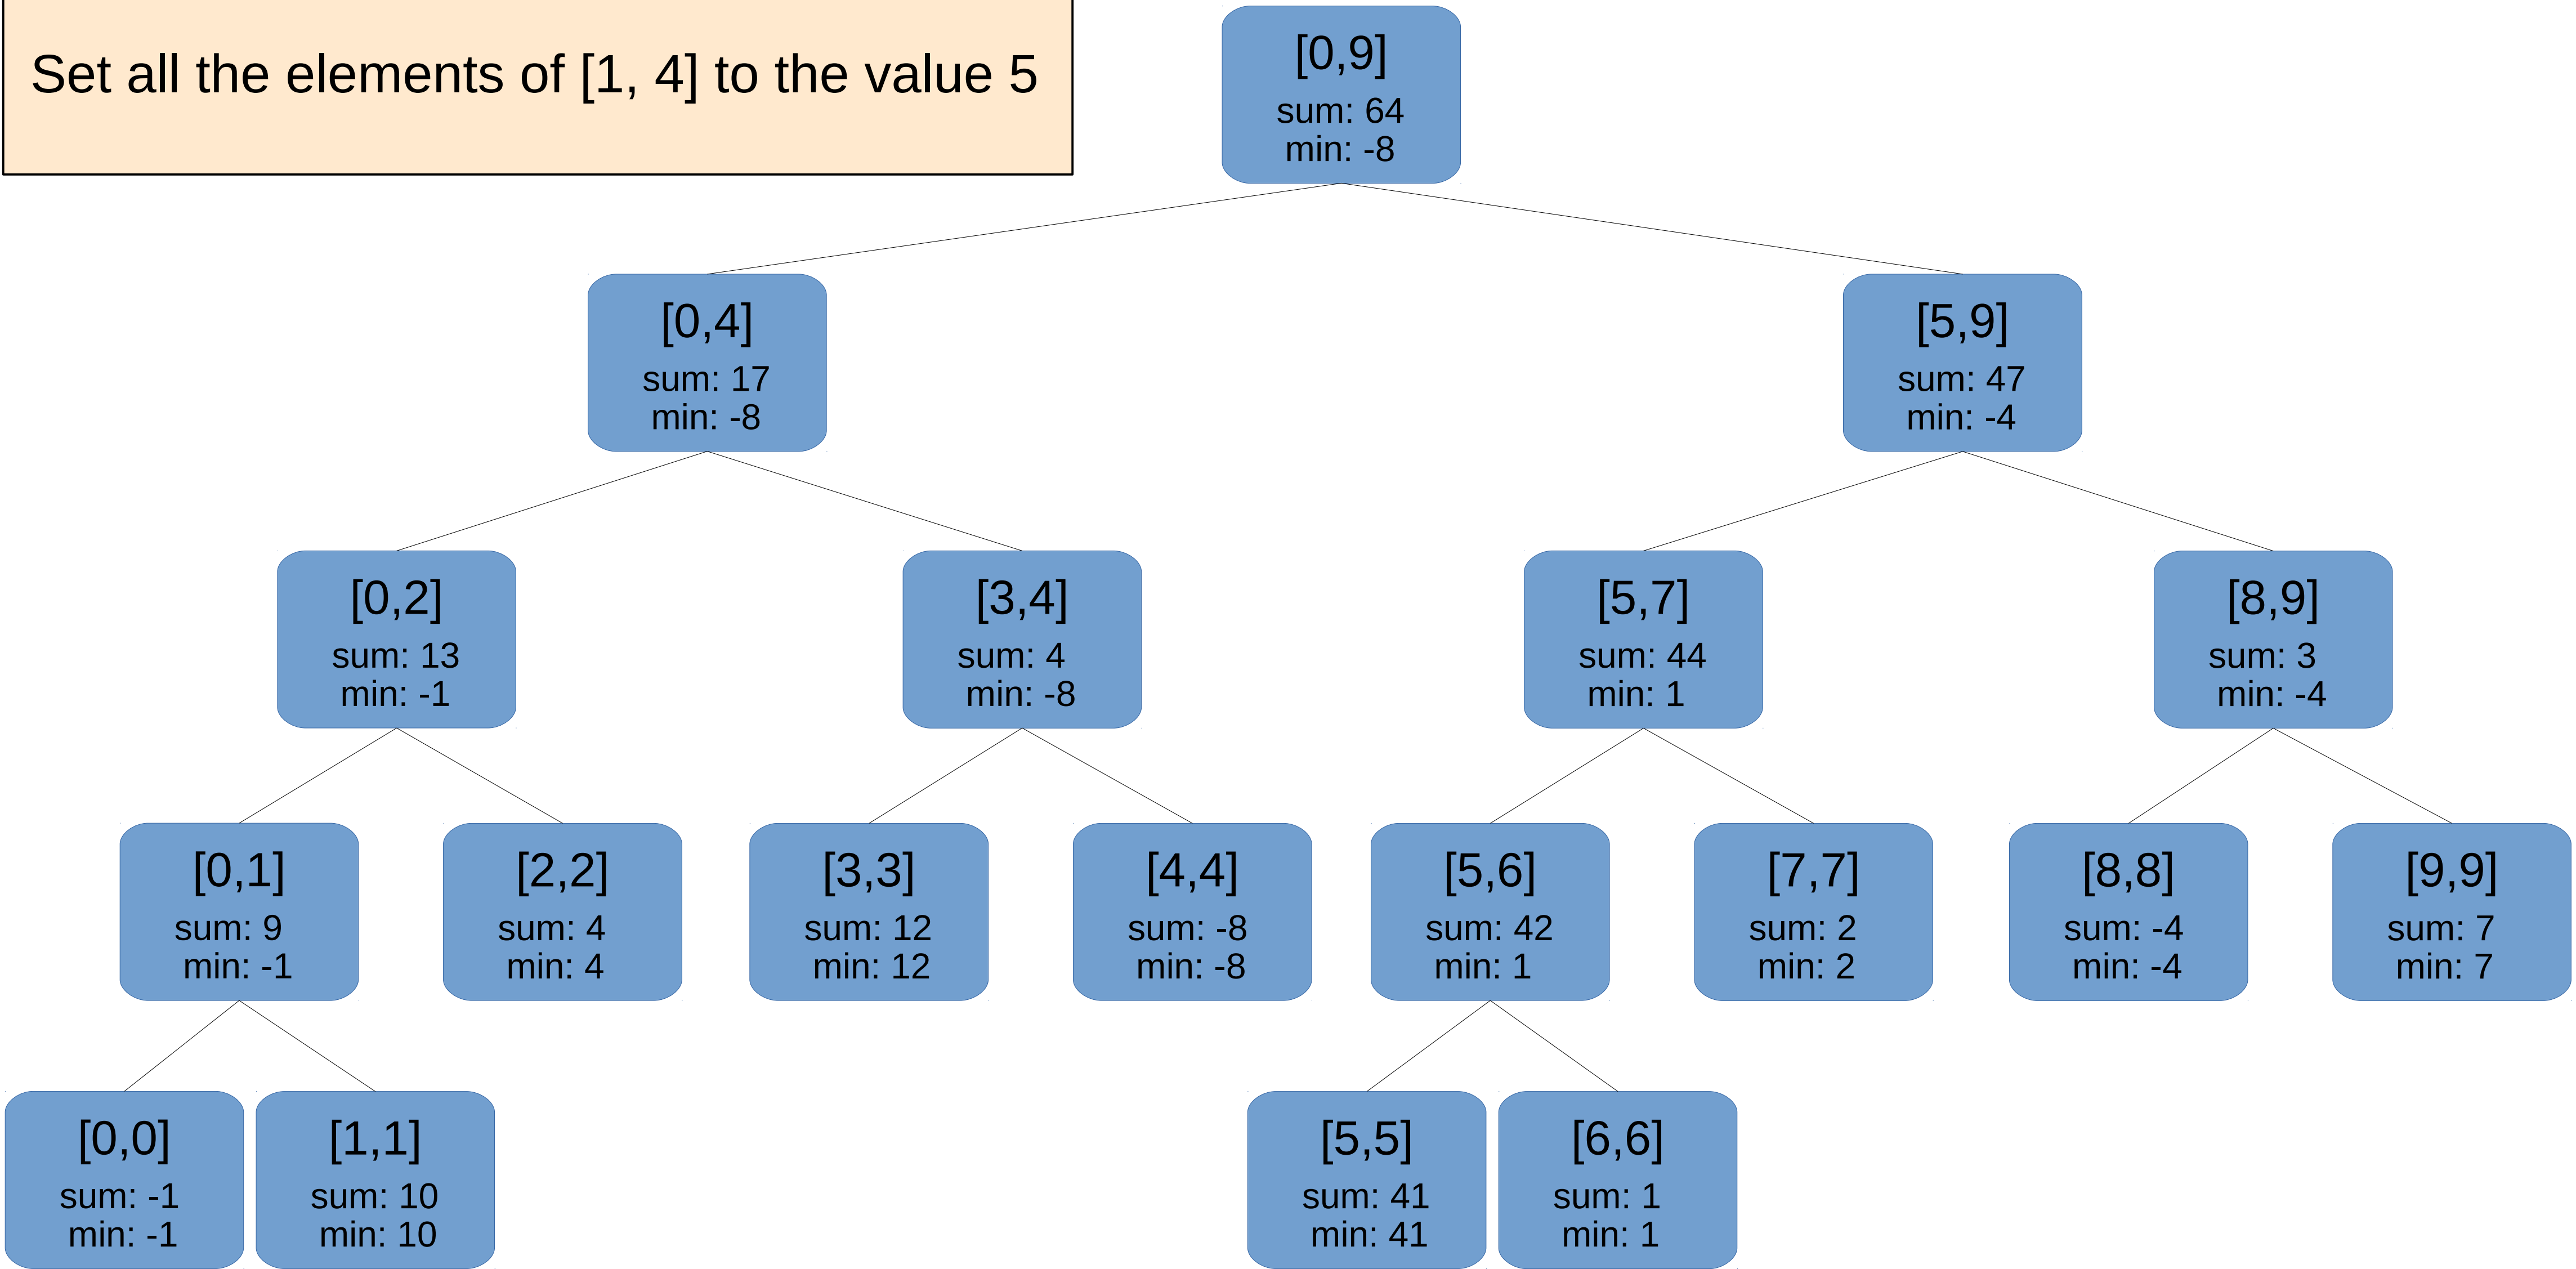 Set all the elements of [1, 4] to the value 5
[0,9]
sum: 64
min: -8
[0,4]
sum: 17
min: -8
[5,9]
sum: 47
min: -4
[0,2]
sum: 13
min: -1
[3,4]
sum: 4
min: -8
[5,7]
sum: 44
min: 1
[8,9]
sum: 3
min: -4
[0,1]
sum: 9
min: -1
[2,2]
sum: 4
min: 4
[3,3]
sum: 12
min: 12
[4,4]
sum: -8
min: -8
[5,6]
sum: 42
min: 1
[7,7]
sum: 2
min: 2
[8,8]
sum: -4
min: -4
[9,9]
sum: 7
min: 7
[0,0]
sum: -1
min: -1
[1,1]
sum: 10
min: 10
[5,5]
sum: 41
min: 41
[6,6]
sum: 1
min: 1